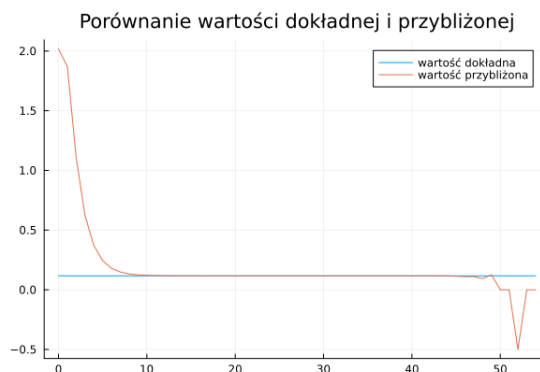 Porównanie wartości dokładnej i przybliżonej
wartość dokładna
wartość przybliżona
2.0
1.5
1.0
0.5
0.0
−0.5
0 10 20 30 40 50